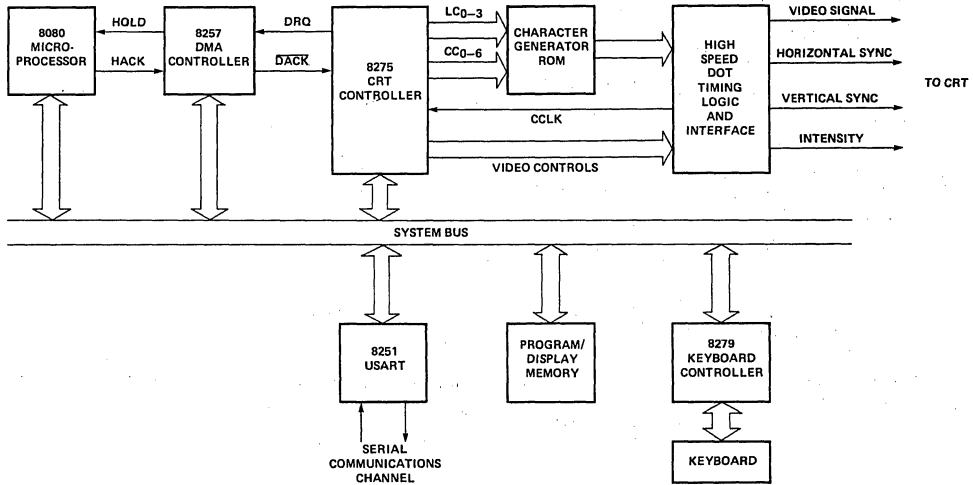 8080
MICRO-
PROCESSOR
HOLD
HACK
8257
DMA
CONTROLLER
DRQ
DACK
8275
CRT
CONTROLLER
LC0–3
CC0–6
CHARACTER
GENERATOR
ROM
CCLK
VIDEO CONTROLS
HIGH
SPEED
DOT
TIMING
LOGIC
AND
INTERFACE
VIDEO SIGNAL
HORIZONTAL SYNC
VERTICAL SYNC
INTENSITY
TO CRT
SYSTEM BUS
8251
USART
SERIAL
COMMUNICATIONS
CHANNEL
PROGRAM/
DISPLAY
MEMORY
8279
KEYBOARD
CONTROLLER
KEYBOARD